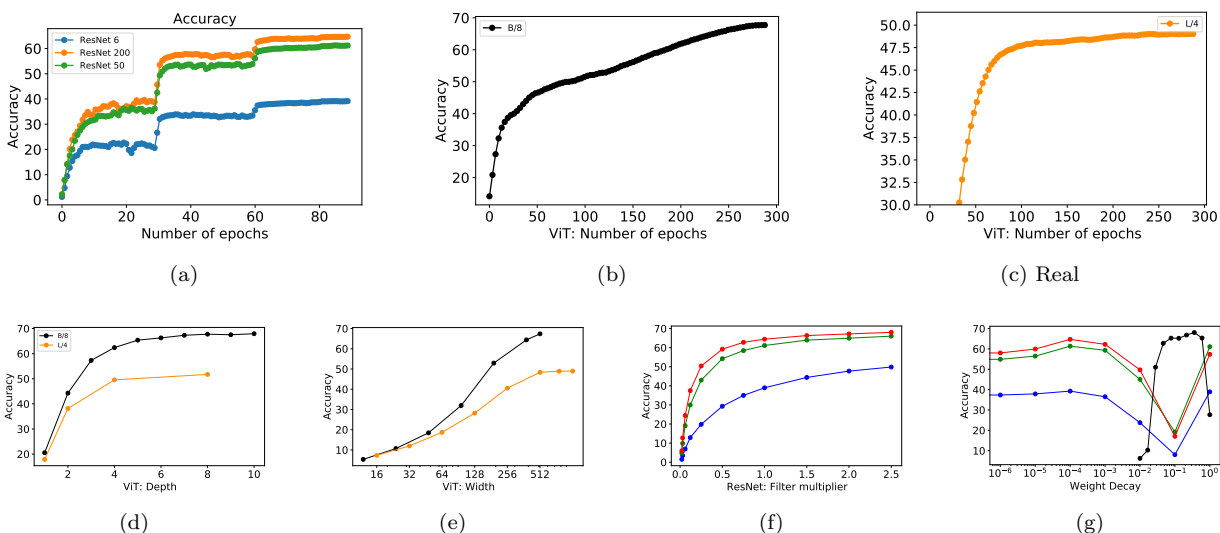 Accuracy
ResNet 6
ResNet 200
ResNet 50
60
50
40
30
20
10
0
Accuracy
0 20 40 60 80
Number of epochs
(a)
B/8
70
60
50
40
30
20
Accuracy
0 50 100 150 200 250 300
ViT: Number of epochs
(b)
L/4
50.0
47.5
45.0
42.5
40.0
37.5
35.0
32.5
30.0
Accuracy
0 50 100 150 200 250 300
ViT: Number of epochs
(c) Real
B/8
L/4
70
60
50
40
30
20
Accuracy
2 4 6 8 10
ViT: Depth
(d)
70
60
50
40
30
20
10
Accuracy
16 32 64 128 256 512
ViT: Width
(e)
70
60
50
40
30
20
10
0
Accuracy
0.0 0.5 1.0 1.5 2.0 2.5
ResNet: Filter multiplier
(f)
70
60
50
40
30
20
10
0
Accuracy
10⁻⁶ 10⁻⁵ 10⁻⁴ 10⁻³ 10⁻² 10⁻¹ 10⁰
Weight Decay
(g)